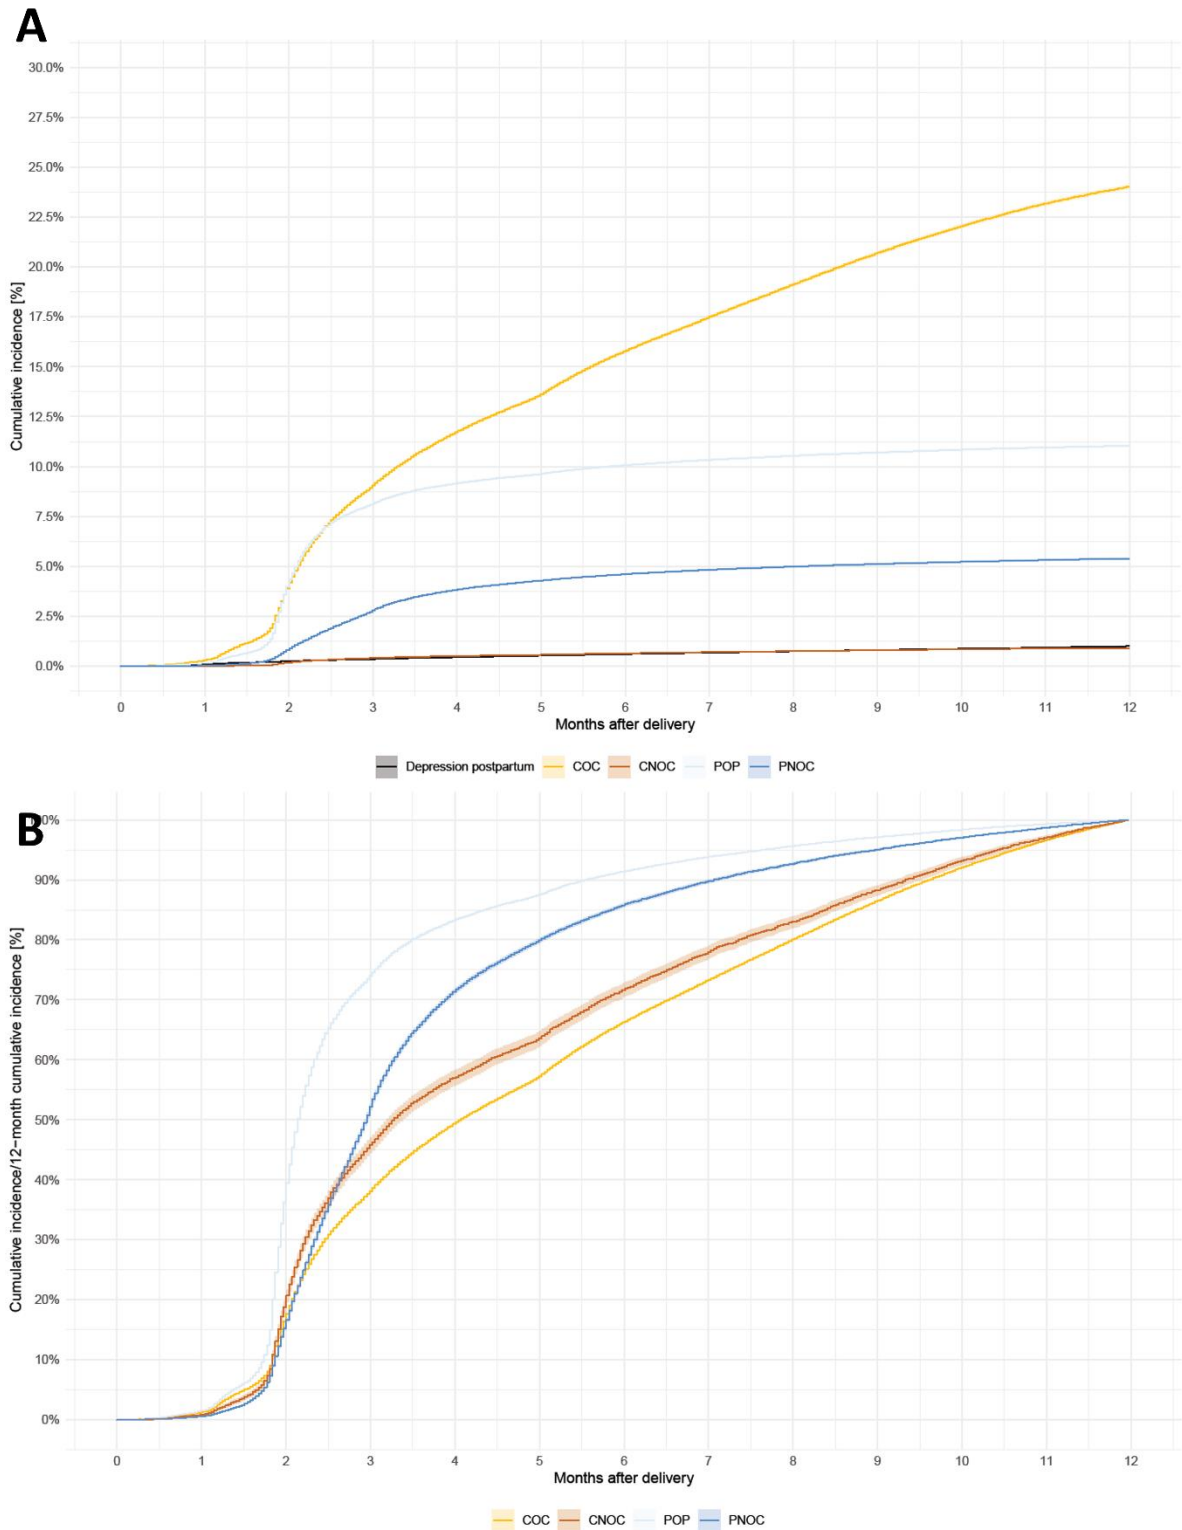 A
30.0%
27.5%
25.0%
22.5%
20.0%
17.5%
15.0%
12.5%
10.0%
7.5%
5.0%
2.5%
0.0%
Cumulative incidence [%]
0 1 2 3 4 5 6 7 8 9 10 11 12
Months after delivery
Depression postpartum COC CNOC POP PNOC
B
90%
80%
70%
60%
50%
40%
30%
20%
10%
0%
Cumulative incidence/12−month cumulative incidence [%]
0 1 2 3 4 5 6 7 8 9 10 11 12
Months after delivery
COC CNOC POP PNOC